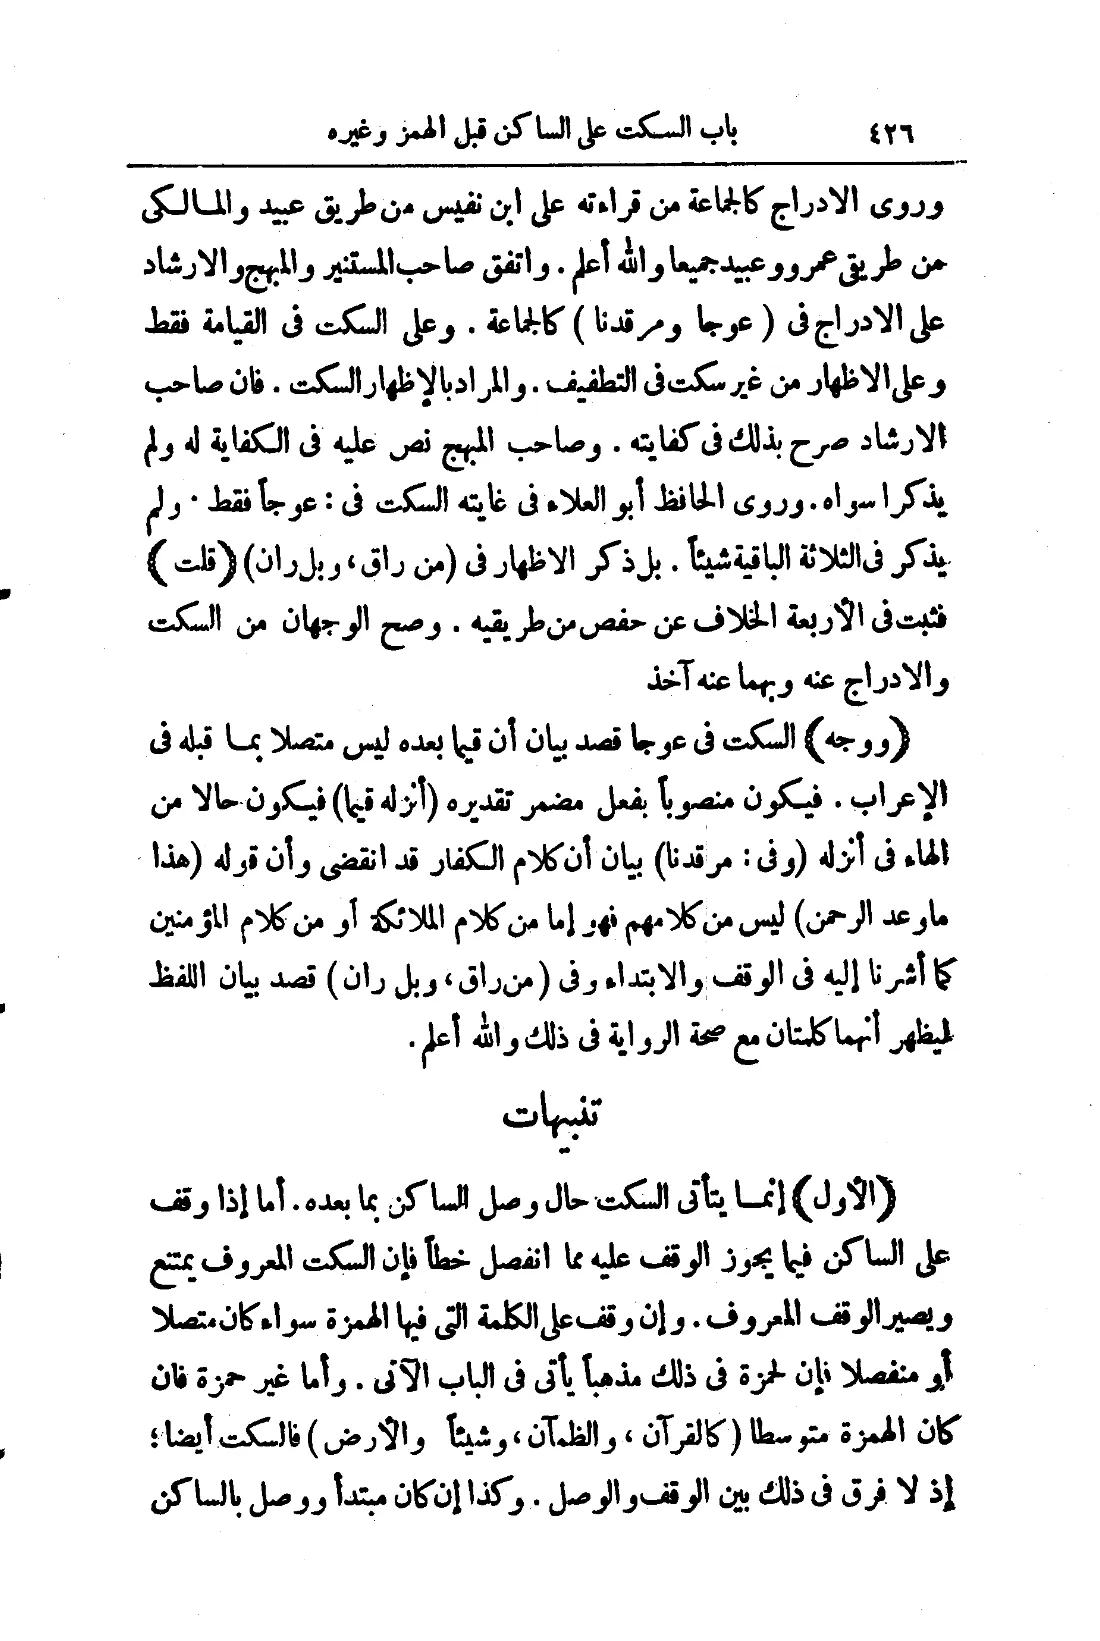 ٤٢٦ باب السكت على الساكن قبل الهمز وغيره
وروى الادراج كالجماعة من قراءته على ابن نفيس من طريق عبيد والمالكى
من طريقى عمرو وعبيد جميعا والله أعلم . واتفق صاحب المستنير والمبهج والارشاد
على الادراج فى ( عوجا ومرقدنا ) كالجماعة . وعلى السكت فى القيامة فقط
وعلى الاظهار من غير سكت فى التطفيف . والمراد بالإظهار السكت . فان صاحب
الارشاد صرح بذلك فى كفايته . وصاحب المبهج نص عليه فى الكفاية له ولم
يذكرا سواه . وروى الحافظ أبو العلاء فى غايته السكت فى : عوجاً فقط . ولم
يذكر فى الثلاثة الباقية شيئاً . بل ذكر الاظهار فى (من راق ، وبل ران) (قلت)
فثبت فى الأربعة الخلاف عن حفص من طريقيه . وصح الوجهان من السكت
والادراج عنه وبهما عنه آخذ
(ووجه) السكت فى عوجا قصد بيان أن قيما بعده ليس متصلا بما قبله فى
الإعراب . فيكون منصوباً بفعل مضمر تقديره (أنزله قيما) فيكون حالا من
الهاء فى أنزله (وفى : مرقدنا) بيان أن كلام الكفار قد انقضى وأن قوله (هذا
ماوعد الرحمن) ليس من كلامهم فهو إما من كلام الملائكة أو من كلام المؤمنين
كما أشرنا إليه فى الوقف والابتداء وفى (من راق ، وبل ران) قصد بيان اللفظ
ليظهر أنهما كلمتان مع صحة الرواية فى ذلك والله أعلم .
تنبيهات
(الأول) إنما يتأتى السكت حال وصل الساكن بما بعده . أما إذا وقف
على الساكن فيما يجوز الوقف عليه مما انفصل خطاً فإن السكت المعروف يمتنع
ويصير الوقف المعروف . وإن وقف على الكلمة التى فيها الهمزة سواء كان متصلا
أو منفصلا فإن لحمزة فى ذلك مذهباً يأتى فى الباب الآتى . وأما غير حمزة فان
كان الهمزة متوسطا (كالقرآن ، والظمآن ، وشيئاً والأرض) فالسكت أيضا ؛
إذ لا فرق فى ذلك بين الوقف والوصل . وكذا إن كان مبتدأ ووصل بالساكن